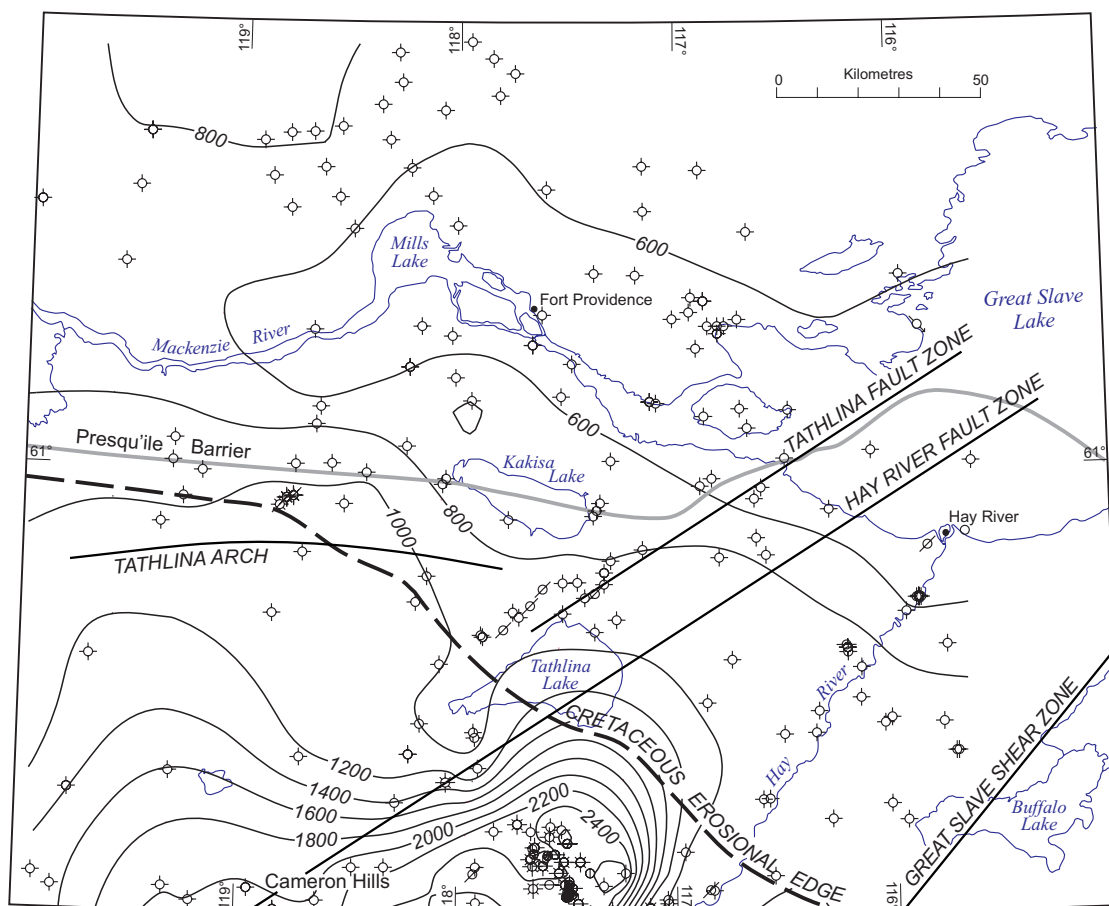 119°
118°
117°
116°
Kilometres
0 50
800
Mills
Lake
600
Fort Providence
Great Slave
Lake
Mackenzie River
TATHLINA FAULT ZONE
HAY RIVER FAULT ZONE
600
Presqu'ile Barrier
61°
61°
Kakisa
Lake
800
1000
Hay River
TATHLINA ARCH
Tathlina
Lake
River
Hay
CRETACEOUS EROSIONAL EDGE
GREAT SLAVE SHEAR ZONE
1200
1400
1600
1800
2000
2200
2400
Buffalo
Lake
Cameron Hills
119°
118°
117°
116°